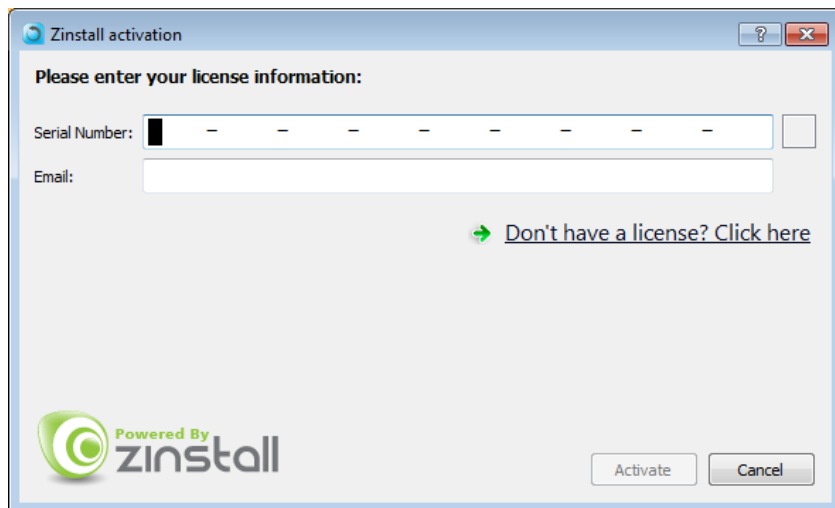 Zinstall activation
Please enter your license information:
Serial Number: – – – – – – – –
Email:
Don't have a license? Click here
Powered By
zinstall
Activate Cancel